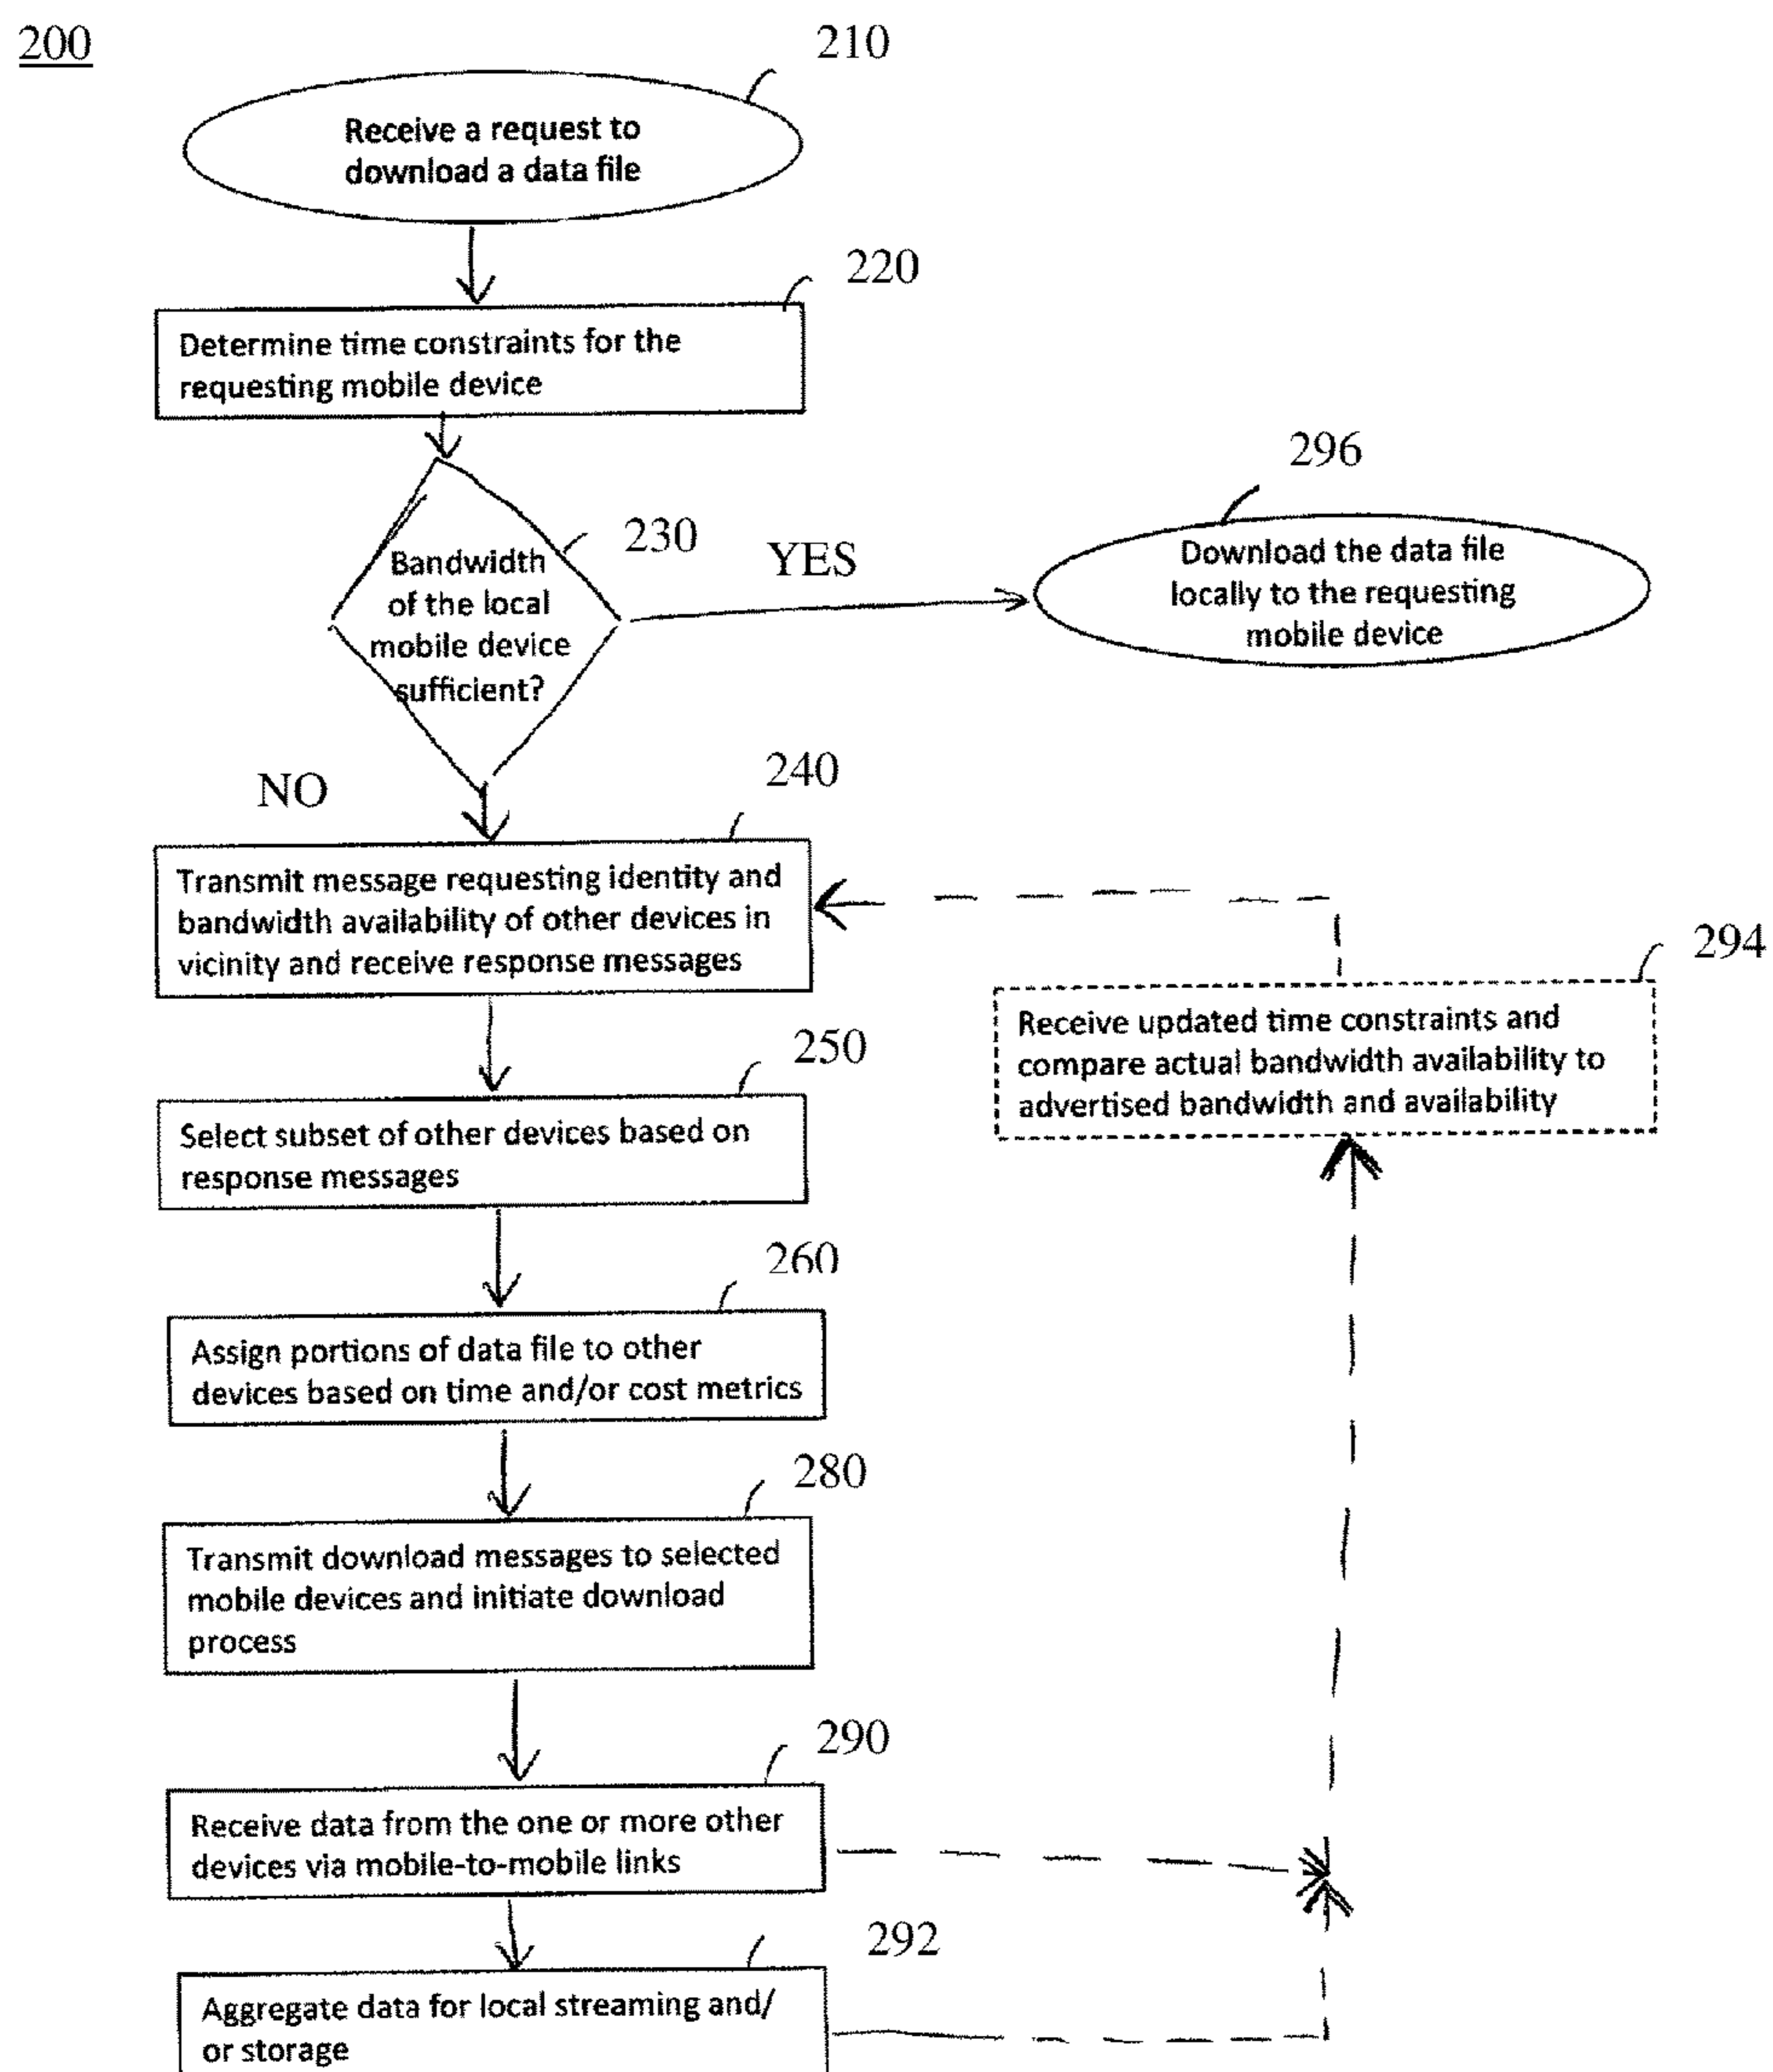 200
210
Receive a request to
download a data file
220
Determine time constraints for the
requesting mobile device
230
Bandwidth
of the local
mobile device
sufficient?
YES
296
Download the data file
locally to the requesting
mobile device
NO
240
Transmit message requesting identity and
bandwidth availability of other devices in
vicinity and receive response messages
294
Receive updated time constraints and
compare actual bandwidth availability to
advertised bandwidth and availability
250
Select subset of other devices based on
response messages
260
Assign portions of data file to other
devices based on time and/or cost metrics
280
Transmit download messages to selected
mobile devices and initiate download
process
290
Receive data from the one or more other
devices via mobile-to-mobile links
292
Aggregate data for local streaming and/
or storage